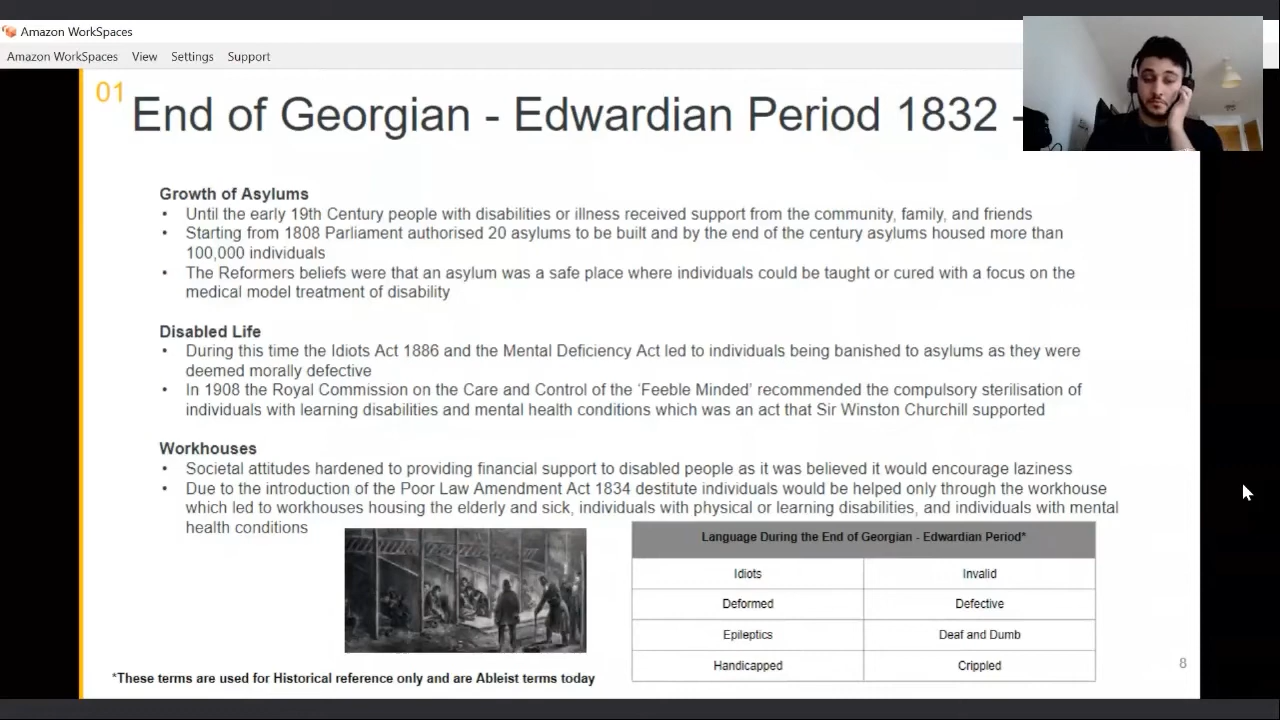 Amazon WorkSpaces
Amazon WorkSpaces View Settings Support
01
End of Georgian - Edwardian Period 1832 -
Growth of Asylums
• Until the early 19th Century people with disabilities or illness received support from the community, family, and friends
• Starting from 1808 Parliament authorised 20 asylums to be built and by the end of the century asylums housed more than
100,000 individuals
• The Reformers beliefs were that an asylum was a safe place where individuals could be taught or cured with a focus on the
medical model treatment of disability
Disabled Life
• During this time the Idiots Act 1886 and the Mental Deficiency Act led to individuals being banished to asylums as they were
deemed morally defective
• In 1908 the Royal Commission on the Care and Control of the ‘Feeble Minded’ recommended the compulsory sterilisation of
individuals with learning disabilities and mental health conditions which was an act that Sir Winston Churchill supported
Workhouses
• Societal attitudes hardened to providing financial support to disabled people as it was believed it would encourage laziness
• Due to the introduction of the Poor Law Amendment Act 1834 destitute individuals would be helped only through the workhouse
which led to workhouses housing the elderly and sick, individuals with physical or learning disabilities, and individuals with mental
health conditions
Language During the End of Georgian - Edwardian Period*
Idiots Invalid
Deformed Defective
Epileptics Deaf and Dumb
Handicapped Crippled
*These terms are used for Historical reference only and are Ableist terms today
8